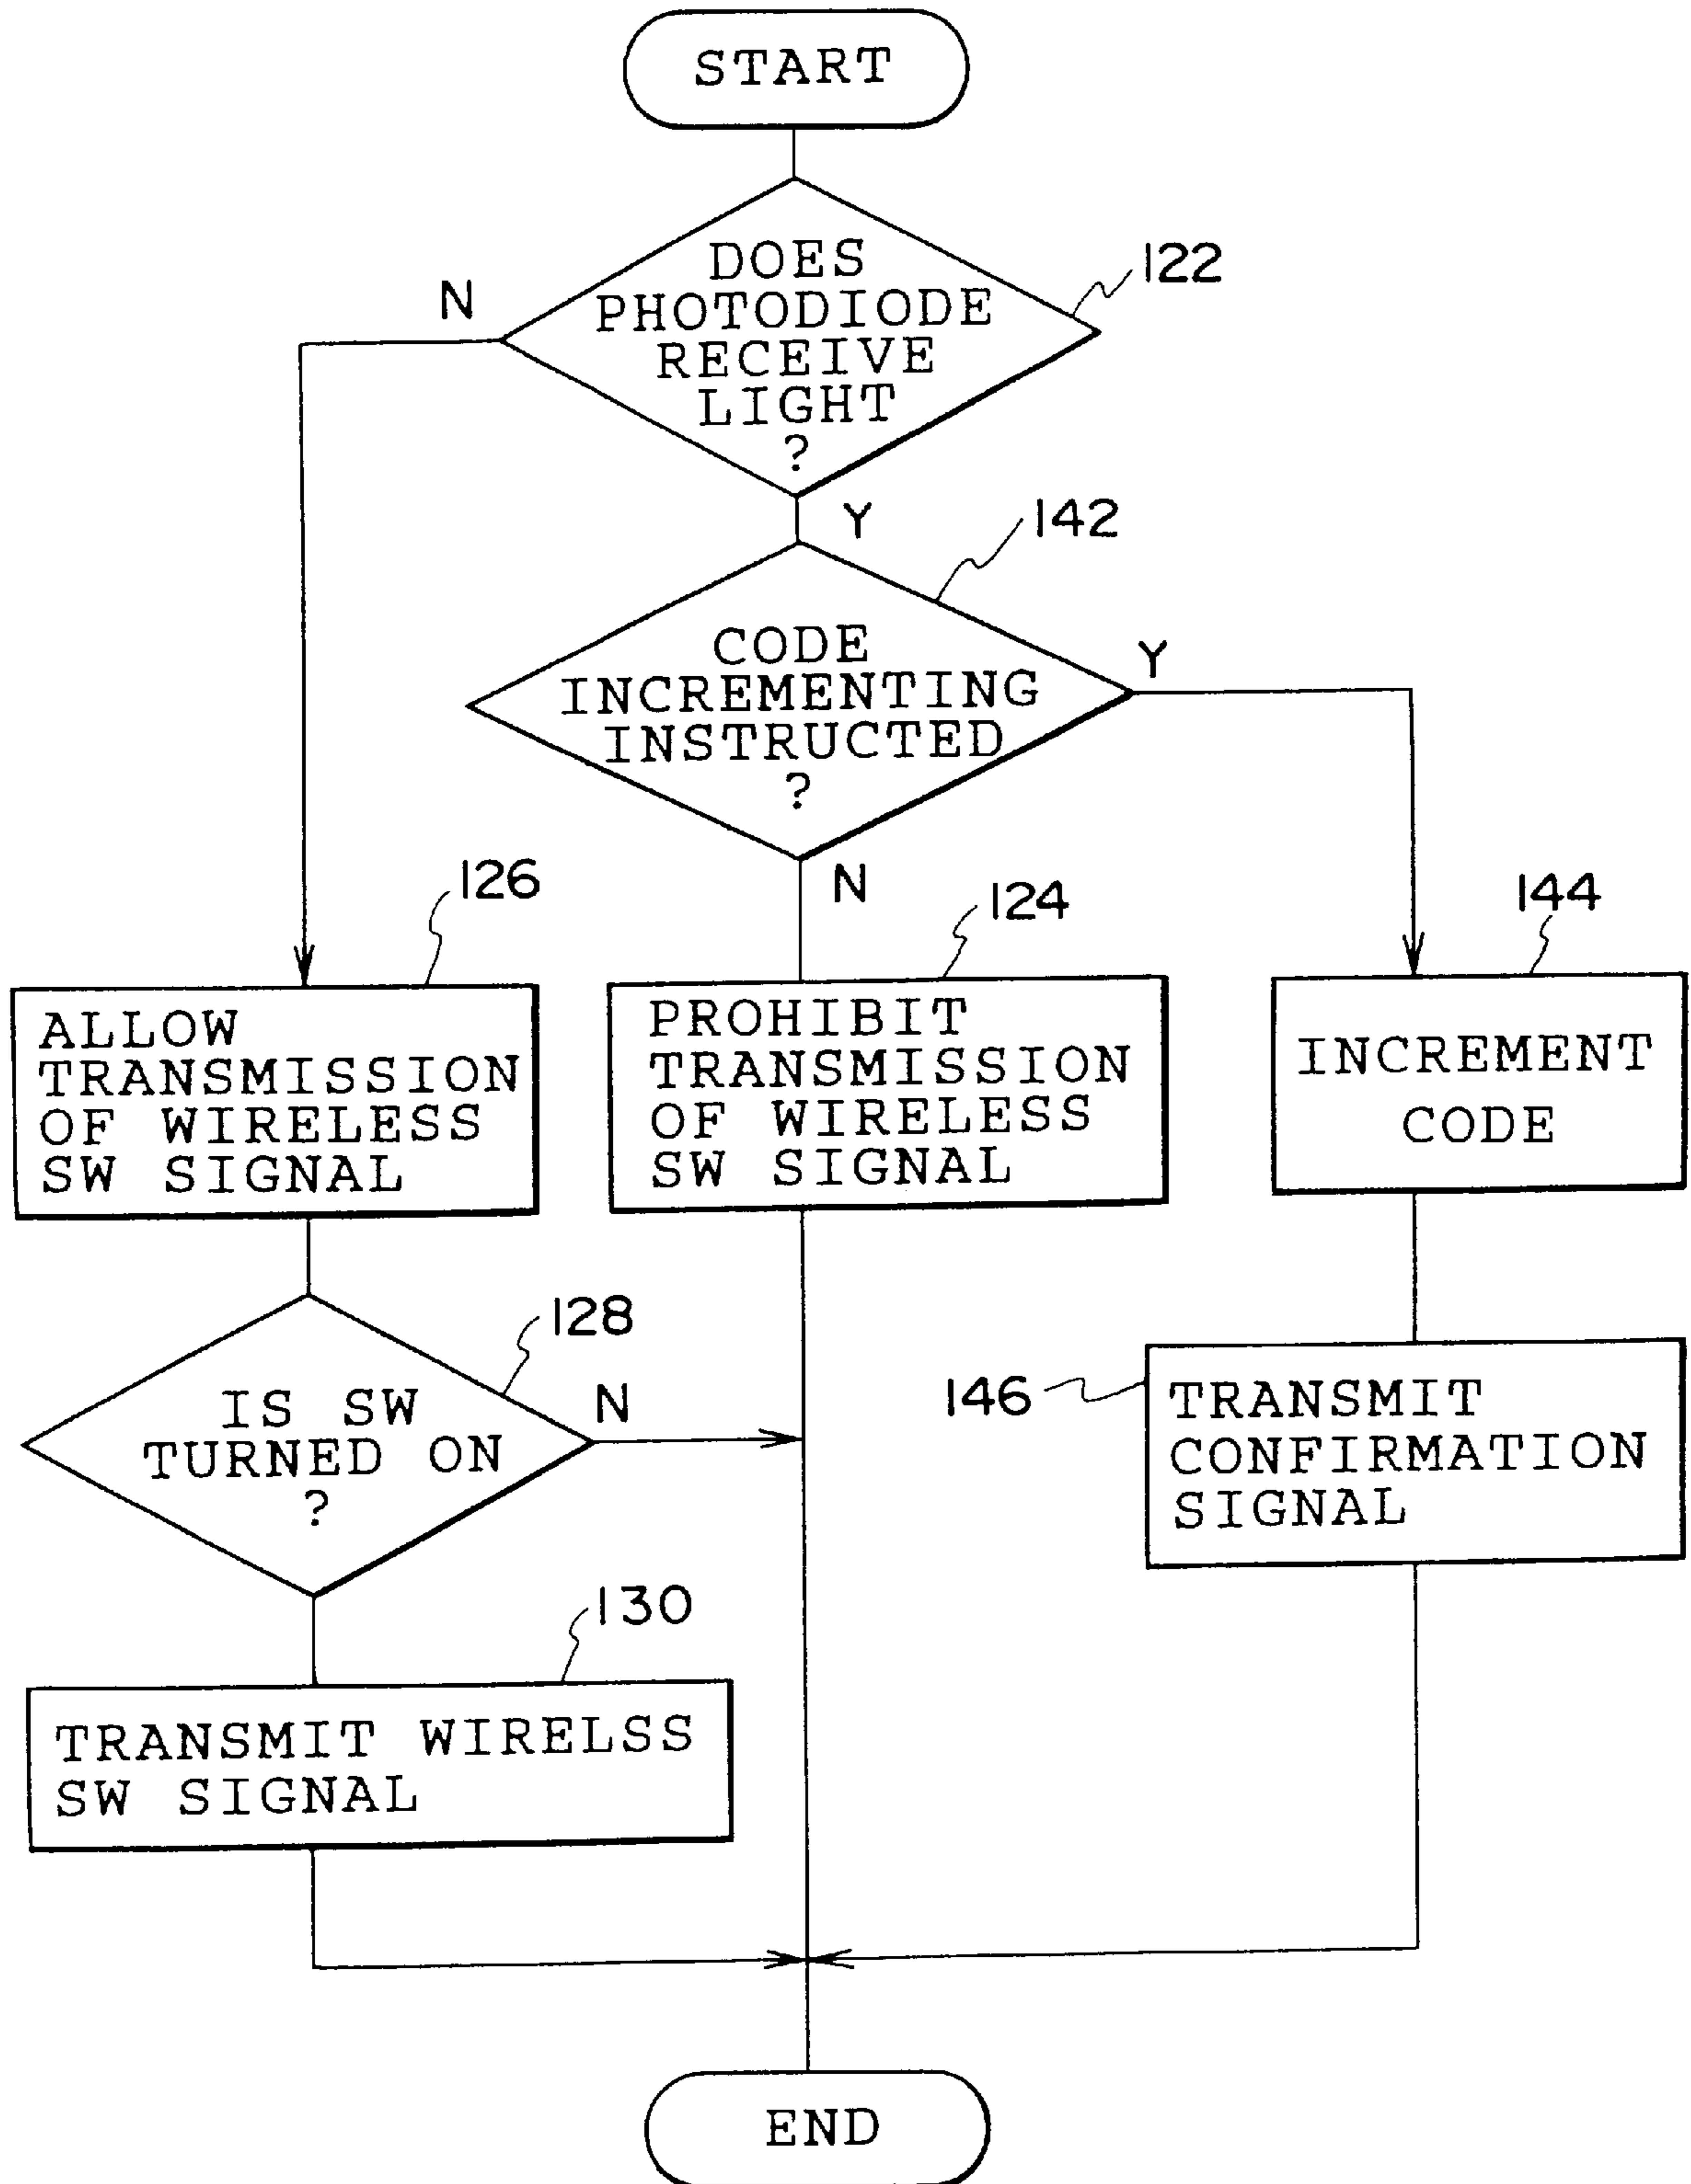 START
DOES
PHOTODIODE
RECEIVE
LIGHT
?
122
N
Y
142
CODE
INCREMENTING
INSTRUCTED
?
Y
N
126
124
144
ALLOW
TRANSMISSION
OF WIRELESS
SW SIGNAL
PROHIBIT
TRANSMISSION
OF WIRELESS
SW SIGNAL
INCREMENT
CODE
128
IS SW
TURNED ON
?
N
146
TRANSMIT
CONFIRMATION
SIGNAL
130
TRANSMIT WIRELSS
SW SIGNAL
END